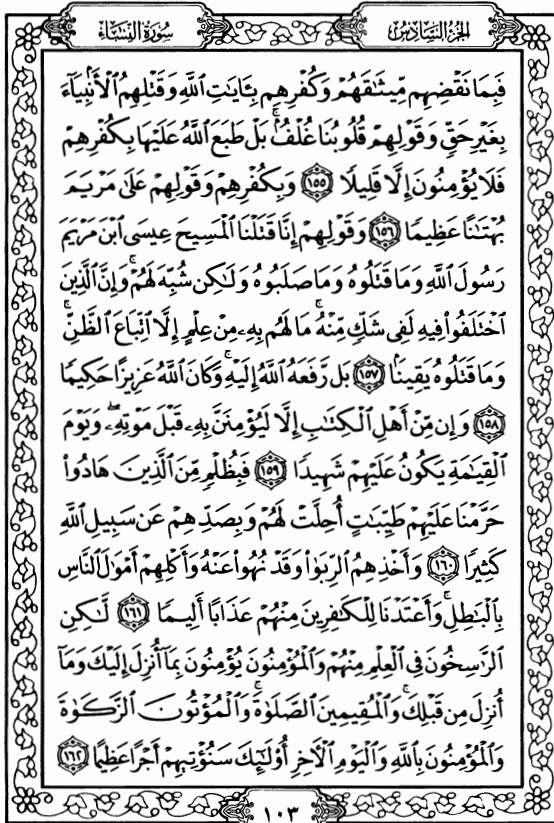 الجزء السادس
سورة النساء
فَبِمَا نَقْضِهِم مِّيثَٰقَهُمْ وَكُفْرِهِم بِـَٔايَٰتِ ٱللَّهِ وَقَتْلِهِمُ ٱلْأَنۢبِيَآءَ
بِغَيْرِ حَقٍّ وَقَوْلِهِمْ قُلُوبُنَا غُلْفٌۢ ۚ بَلْ طَبَعَ ٱللَّهُ عَلَيْهَا بِكُفْرِهِمْ
فَلَا يُؤْمِنُونَ إِلَّا قَلِيلًا ١٥٥ وَبِكُفْرِهِمْ وَقَوْلِهِمْ عَلَىٰ مَرْيَمَ
بُهْتَٰنًا عَظِيمًا ١٥٦ وَقَوْلِهِمْ إِنَّا قَتَلْنَا ٱلْمَسِيحَ عِيسَى ٱبْنَ مَرْيَمَ
رَسُولَ ٱللَّهِ وَمَا قَتَلُوهُ وَمَا صَلَبُوهُ وَلَٰكِن شُبِّهَ لَهُمْ ۚ وَإِنَّ ٱلَّذِينَ
ٱخْتَلَفُوا۟ فِيهِ لَفِى شَكٍّ مِّنْهُ ۚ مَا لَهُم بِهِۦ مِنْ عِلْمٍ إِلَّا ٱتِّبَاعَ ٱلظَّنِّ ۚ
وَمَا قَتَلُوهُ يَقِينًۢا ١٥٧ بَل رَّفَعَهُ ٱللَّهُ إِلَيْهِ ۚ وَكَانَ ٱللَّهُ عَزِيزًا حَكِيمًا
١٥٨ وَإِن مِّنْ أَهْلِ ٱلْكِتَٰبِ إِلَّا لَيُؤْمِنَنَّ بِهِۦ قَبْلَ مَوْتِهِۦ ۖ وَيَوْمَ
ٱلْقِيَٰمَةِ يَكُونُ عَلَيْهِمْ شَهِيدًا ١٥٩ فَبِظُلْمٍ مِّنَ ٱلَّذِينَ هَادُوا۟
حَرَّمْنَا عَلَيْهِمْ طَيِّبَٰتٍ أُحِلَّتْ لَهُمْ وَبِصَدِّهِمْ عَن سَبِيلِ ٱللَّهِ
كَثِيرًا ١٦٠ وَأَخْذِهِمُ ٱلرِّبَوٰا۟ وَقَدْ نُهُوا۟ عَنْهُ وَأَكْلِهِمْ أَمْوَٰلَ ٱلنَّاسِ
بِٱلْبَٰطِلِ ۚ وَأَعْتَدْنَا لِلْكَٰفِرِينَ مِنْهُمْ عَذَابًا أَلِيمًا ١٦١ لَّٰكِنِ
ٱلرَّٰسِخُونَ فِى ٱلْعِلْمِ مِنْهُمْ وَٱلْمُؤْمِنُونَ يُؤْمِنُونَ بِمَآ أُنزِلَ إِلَيْكَ وَمَآ
أُنزِلَ مِن قَبْلِكَ ۚ وَٱلْمُقِيمِينَ ٱلصَّلَوٰةَ ۚ وَٱلْمُؤْتُونَ ٱلزَّكَوٰةَ
وَٱلْمُؤْمِنُونَ بِٱللَّهِ وَٱلْيَوْمِ ٱلْءَاخِرِ أُو۟لَٰٓئِكَ سَنُؤْتِيهِمْ أَجْرًا عَظِيمًا ١٦٢
١٠٣